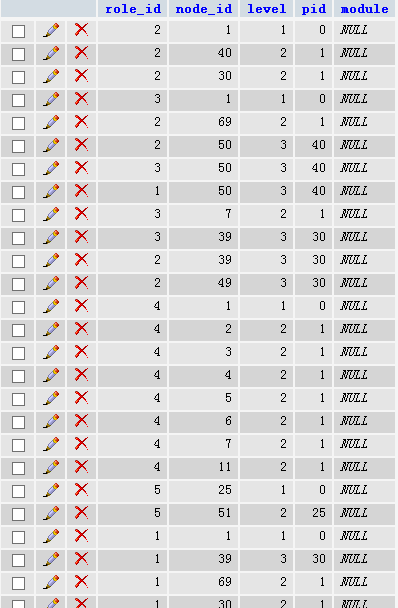 role_id node_id level pid module
2 1 1 0 NULL
2 40 2 1 NULL
2 30 2 1 NULL
3 1 1 0 NULL
2 69 2 1 NULL
2 50 3 40 NULL
3 50 3 40 NULL
1 50 3 40 NULL
3 7 2 1 NULL
3 39 3 30 NULL
2 39 3 30 NULL
2 49 3 30 NULL
4 1 1 0 NULL
4 2 2 1 NULL
4 3 2 1 NULL
4 4 2 1 NULL
4 5 2 1 NULL
4 6 2 1 NULL
4 7 2 1 NULL
4 11 2 1 NULL
5 25 1 0 NULL
5 51 2 25 NULL
1 1 1 0 NULL
1 39 3 30 NULL
1 69 2 1 NULL
1 30 2 1 NULL